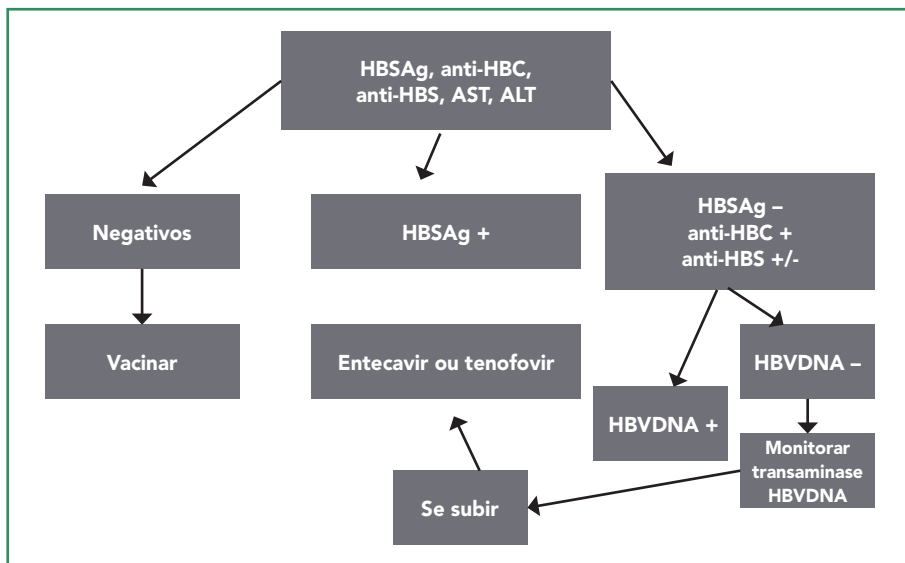 HBSAg, anti-HBC,
anti-HBS, AST, ALT
Negativos
HBSAg +
HBSAg –
anti-HBC +
anti-HBS +/-
Vacinar
Entecavir ou tenofovir
HBVDNA –
HBVDNA +
Monitorar
transaminase
HBVDNA
Se subir